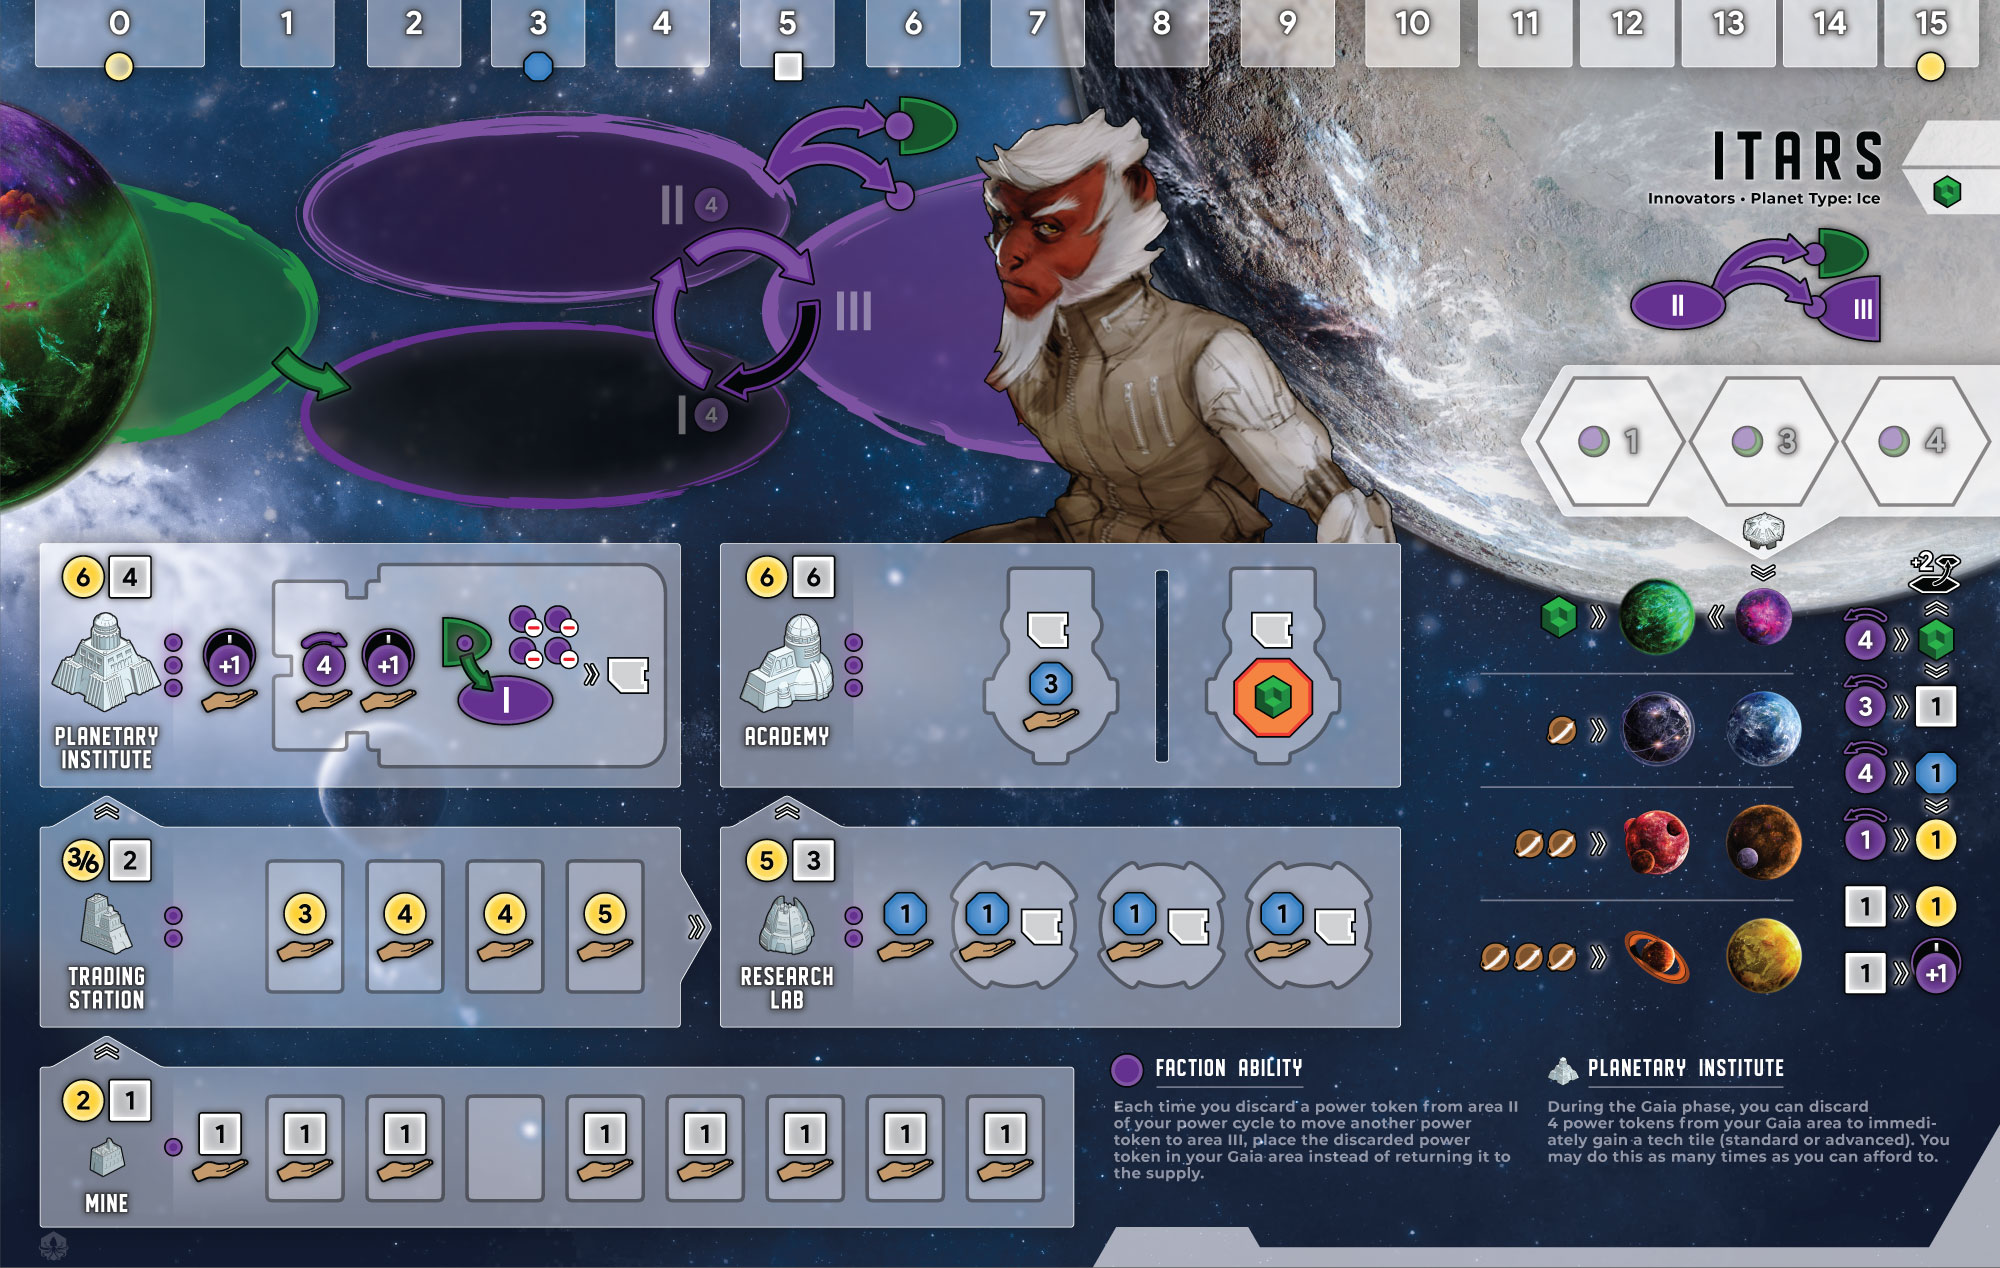 0 1 2 3 4 5 6 7 8 9 10 11 12 13 14 15
ITARS
Innovators • Planet Type: Ice
II 4
III
I 4
II
III
1 3 4
6 4
+1
4 +1
I
PLANETARY
INSTITUTE
6 6
3
ACADEMY
+2
4
3 1
4 1
1 1
1 1
1 +1
3/6 2
3 4 4 5
TRADING
STATION
5 3
1 1 1 1
RESEARCH
LAB
2 1
1 1 1 1 1 1 1 1
MINE
FACTION ABILITY
Each time you discard a power token from area II
of your power cycle to move another power
token to area III, place the discarded power
token in your Gaia area instead of returning it to
the supply.
PLANETARY INSTITUTE
During the Gaia phase, you can discard
4 power tokens from your Gaia area to immedi-
ately gain a tech tile (standard or advanced). You
may do this as many times as you can afford to.